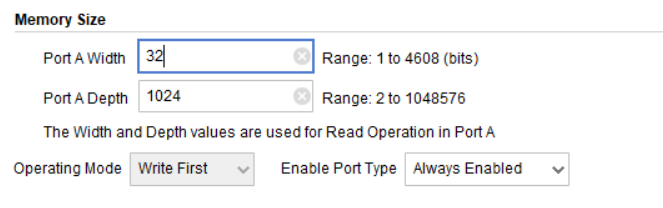 Memory Size
Port A Width 32 Range: 1 to 4608 (bits)
Port A Depth 1024 Range: 2 to 1048576
The Width and Depth values are used for Read Operation in Port A
Operating Mode Write First Enable Port Type Always Enabled